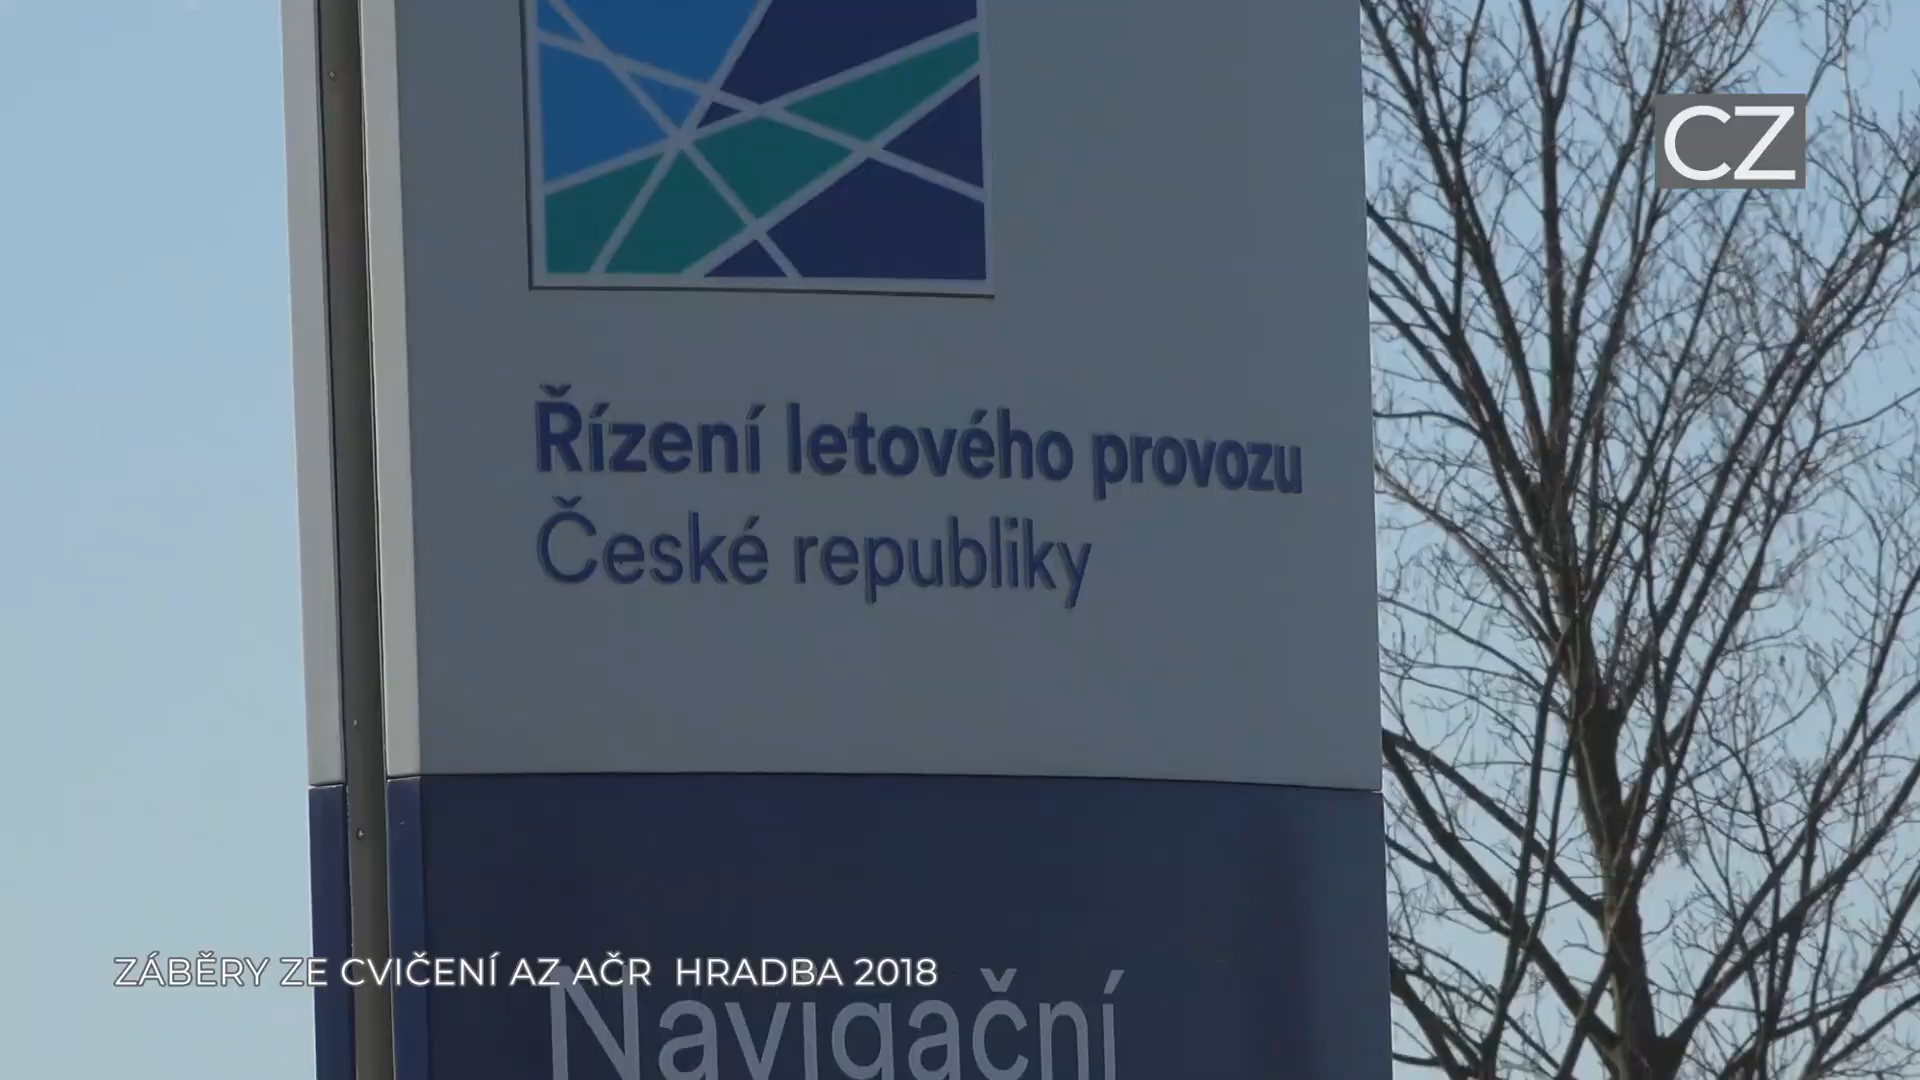 CZ
Řízení letového provozu
České republiky
ZÁBĚRY ZE CVIČENÍ AZ AČR HRADBA 2018
Navigační